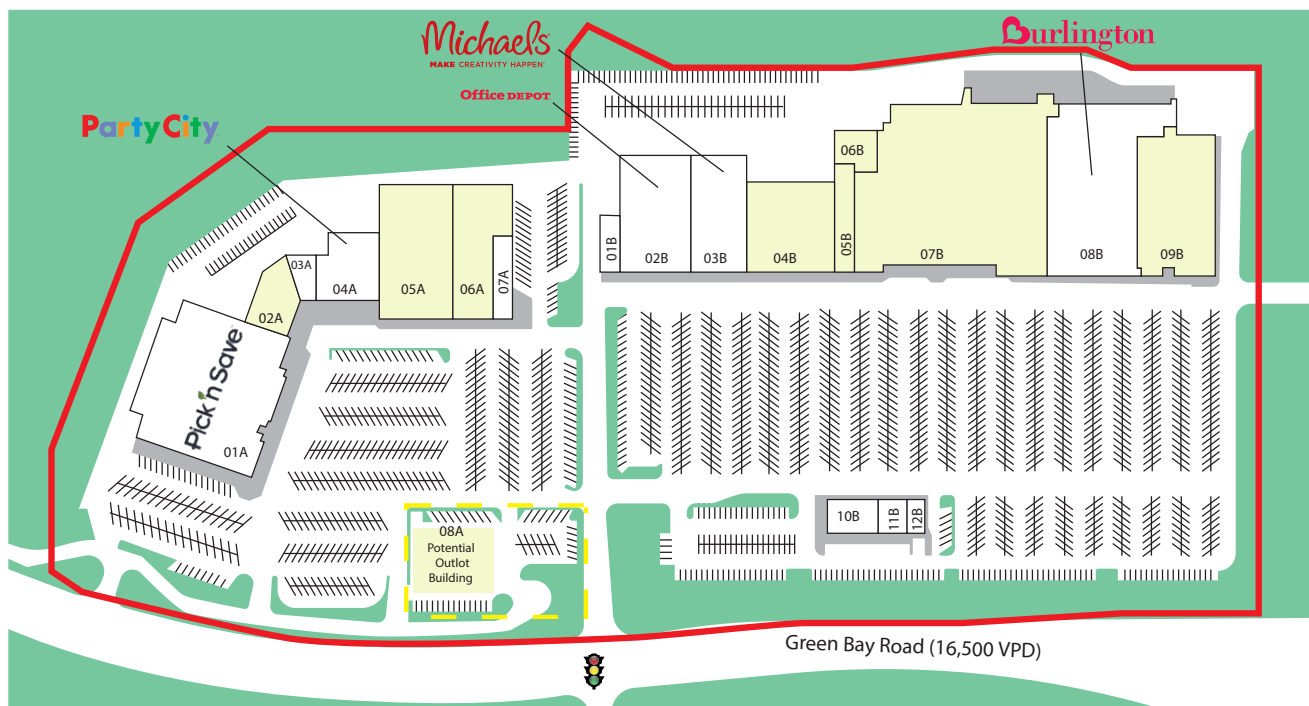 Michaels
MAKE CREATIVITY HAPPEN
Burlington
Office DEPOT
Party City
06B
01B
02B
03B
04B
05B
07B
08B
09B
03A
04A
05A
06A
07A
02A
Pick 'n Save
01A
10B
11B
12B
08A
Potential
Outlot
Building
Green Bay Road (16,500 VPD)